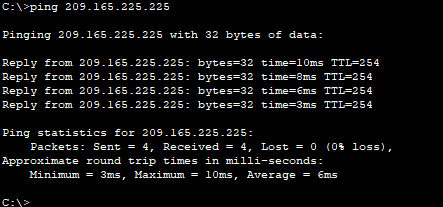 C:\>ping 209.165.225.225
Pinging 209.165.225.225 with 32 bytes of data:
Reply from 209.165.225.225: bytes=32 time=10ms TTL=254
Reply from 209.165.225.225: bytes=32 time=8ms TTL=254
Reply from 209.165.225.225: bytes=32 time=6ms TTL=254
Reply from 209.165.225.225: bytes=32 time=3ms TTL=254
Ping statistics for 209.165.225.225:
    Packets: Sent = 4, Received = 4, Lost = 0 (0% loss),
Approximate round trip times in milli-seconds:
    Minimum = 3ms, Maximum = 10ms, Average = 6ms
C:\>